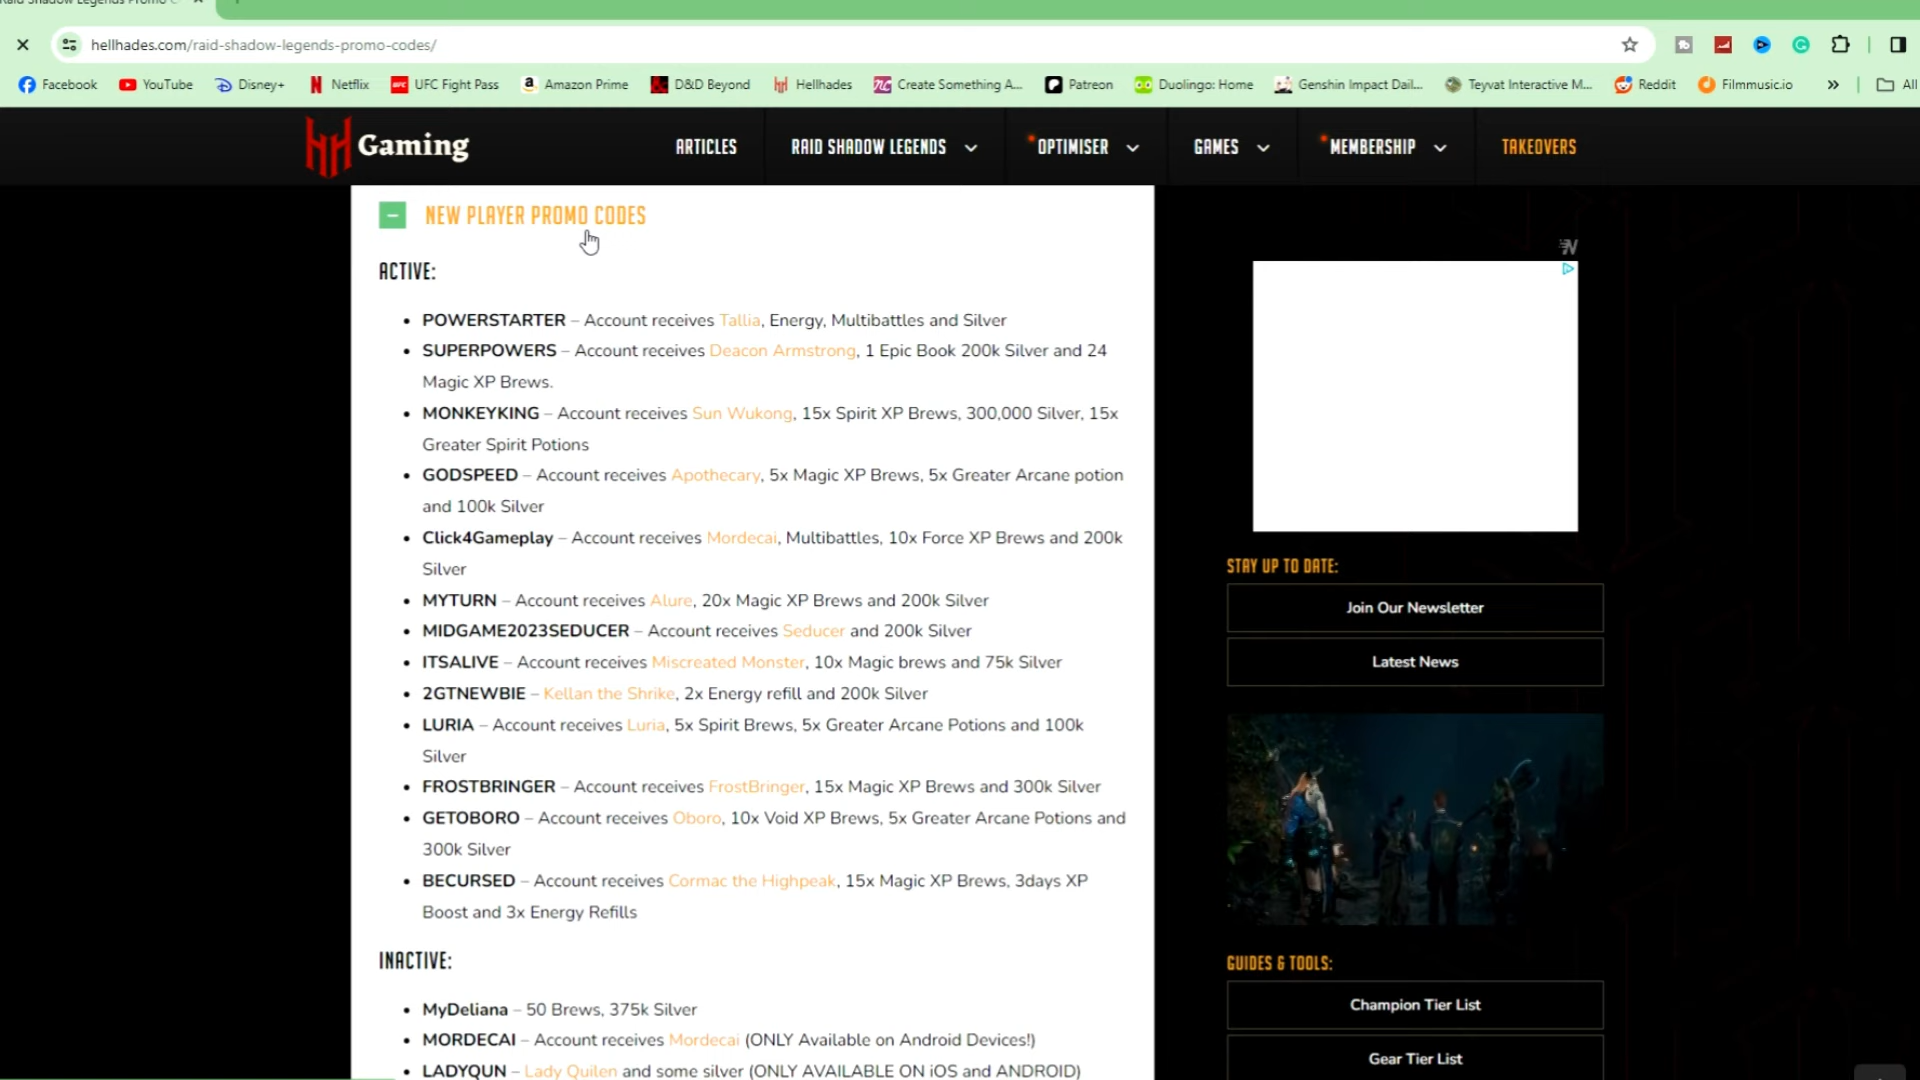 Raid Shadow Legends Promo C
hellhades.com/raid-shadow-legends-promo-codes/
Facebook YouTube Disney+ Netflix UFC Fight Pass Amazon Prime D&D Beyond Hellhades Create Something A... Patreon Duolingo: Home Genshin Impact Dail... Teyvat Interactive M... Reddit Filmmusic.io » All
Gaming ARTICLES RAID SHADOW LEGENDS OPTIMISER GAMES MEMBERSHIP TAKEOVERS
NEW PLAYER PROMO CODES
ACTIVE:
• POWERSTARTER – Account receives Tallia, Energy, Multibattles and Silver
• SUPERPOWERS – Account receives Deacon Armstrong, 1 Epic Book 200k Silver and 24
Magic XP Brews.
• MONKEYKING – Account receives Sun Wukong, 15x Spirit XP Brews, 300,000 Silver, 15x
Greater Spirit Potions
• GODSPEED – Account receives Apothecary, 5x Magic XP Brews, 5x Greater Arcane potion
and 100k Silver
• Click4Gameplay – Account receives Mordecai, Multibattles, 10x Force XP Brews and 200k
Silver
• MYTURN – Account receives Alure, 20x Magic XP Brews and 200k Silver
• MIDGAME2023SEDUCER – Account receives Seducer and 200k Silver
• ITSALIVE – Account receives Miscreated Monster, 10x Magic brews and 75k Silver
• 2GTNEWBIE – Kellan the Shrike, 2x Energy refill and 200k Silver
• LURIA – Account receives Luria, 5x Spirit Brews, 5x Greater Arcane Potions and 100k
Silver
• FROSTBRINGER – Account receives FrostBringer, 15x Magic XP Brews and 300k Silver
• GETOBORO – Account receives Oboro, 10x Void XP Brews, 5x Greater Arcane Potions and
300k Silver
• BECURSED – Account receives Cormac the Highpeak, 15x Magic XP Brews, 3days XP
Boost and 3x Energy Refills
INACTIVE:
• MyDeliana – 50 Brews, 375k Silver
• MORDECAI – Account receives Mordecai (ONLY Available on Android Devices!)
• LADYQUN – Lady Quilen and some silver (ONLY AVAILABLE ON iOS and ANDROID)
STAY UP TO DATE:
Join Our Newsletter
Latest News
GUIDES & TOOLS:
Champion Tier List
Gear Tier List